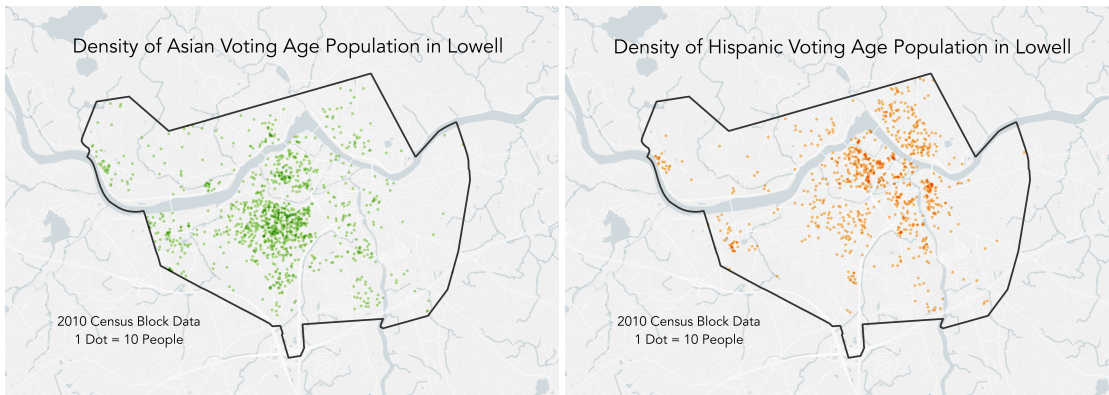 Density of Asian Voting Age Population in Lowell
2010 Census Block Data
1 Dot = 10 People
Density of Hispanic Voting Age Population in Lowell
2010 Census Block Data
1 Dot = 10 People